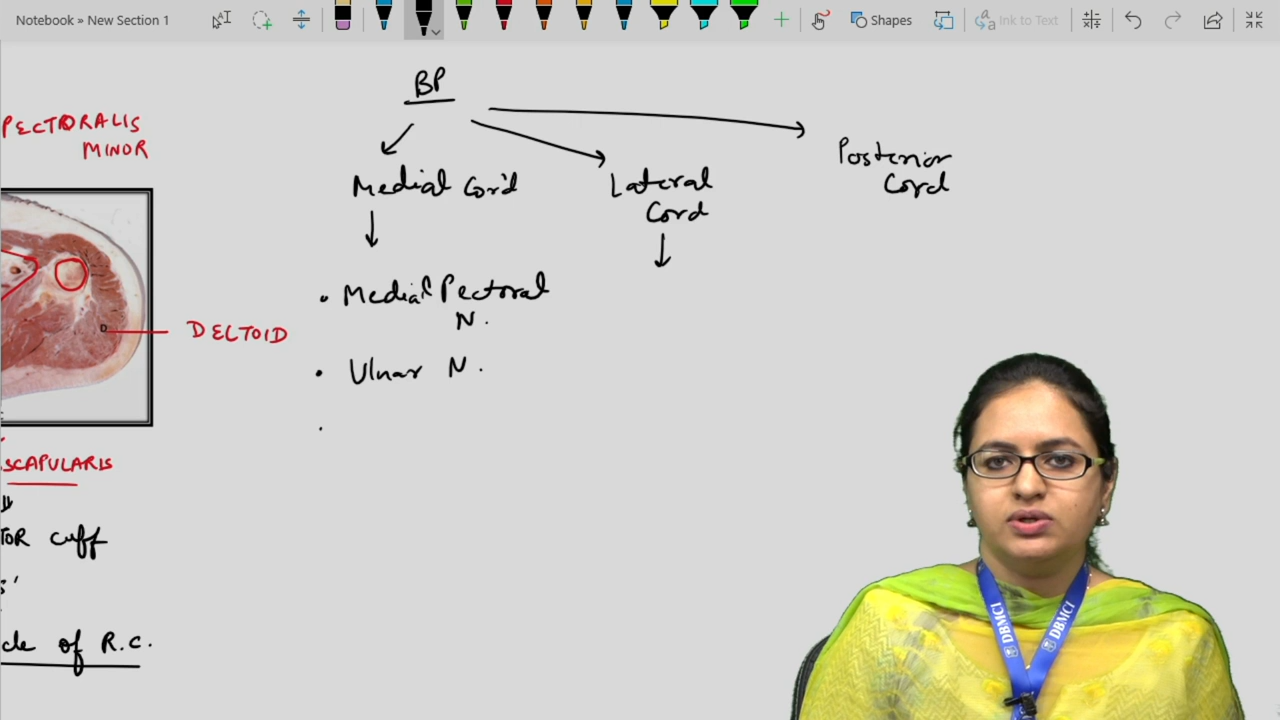 Notebook » New Section 1
Shapes
Ink to Text
BP
PECTORALIS
MINOR
Medial Cord
Lateral
Cord
Posterior
Cord
Medial Pectoral
N.
DELTOID
Ulnar N.
SCAPULARIS
TOR cuff
cle of R.C.
DBMCI
DBMCI